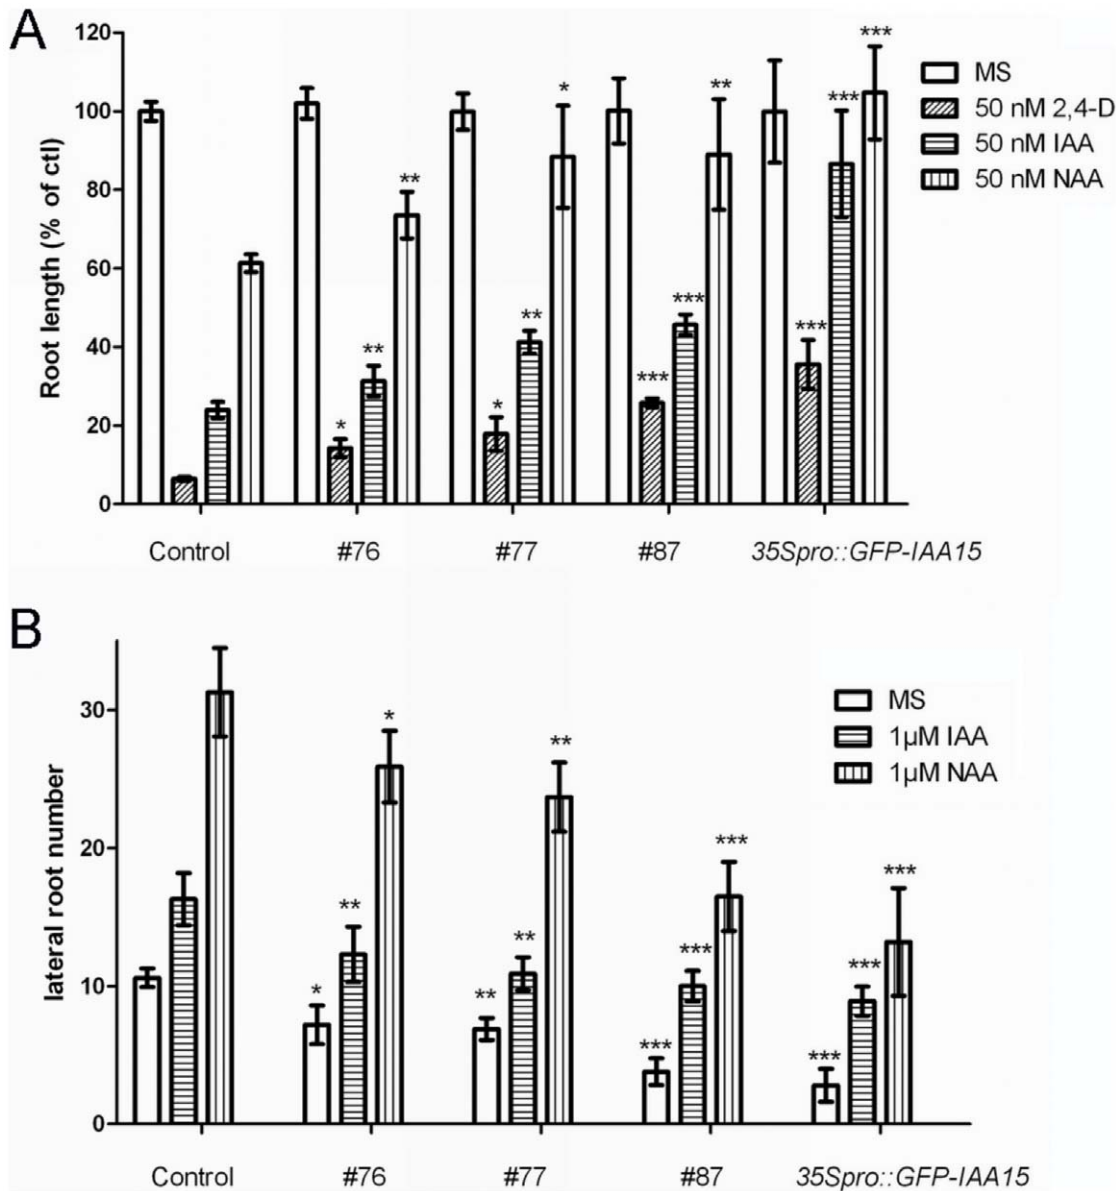 A
120
100
80
60
40
20
0
Root length (% of ctl)
MS
50 nM 2,4-D
50 nM IAA
50 nM NAA
* ** ** * ** * *** *** ** *** *** ***
Control #76 #77 #87 35Spro::GFP-IAA15
B
30
20
10
0
lateral root number
MS
1µM IAA
1µM NAA
* ** * ** ** ** *** *** *** *** *** ***
Control #76 #77 #87 35Spro::GFP-IAA15